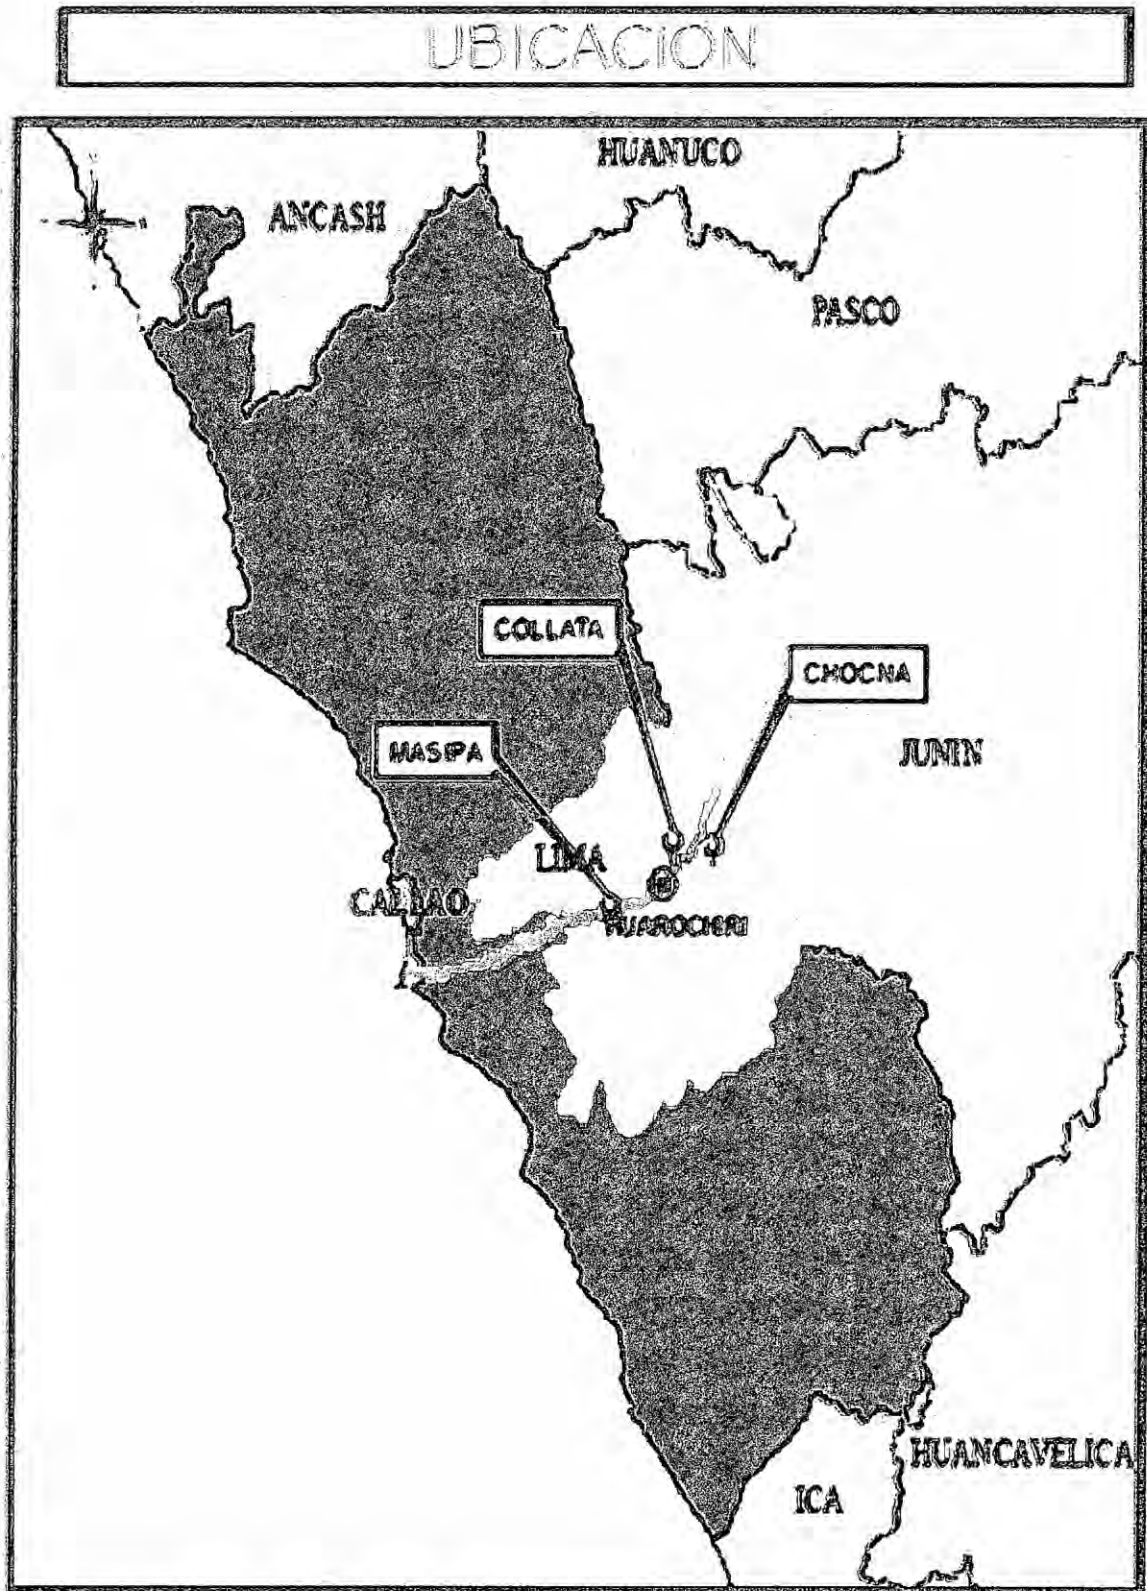 UBICACION
HUANUCO
ANCASH
PASCO
COLLATA
CHOCNA
MASIPA
JUNIN
LIMA
CALLAO
HUAROCHIRI
HUANCAVELICA
ICA